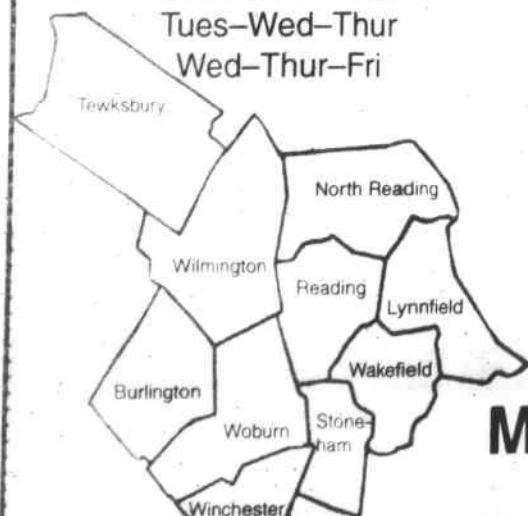 Tues–Wed–Thur
Wed–Thur–Fri
Tewksbury
North Reading
Wilmington
Reading
Lynnfield
Wakefield
Burlington
Woburn
Stone-
ham
M
Winchester